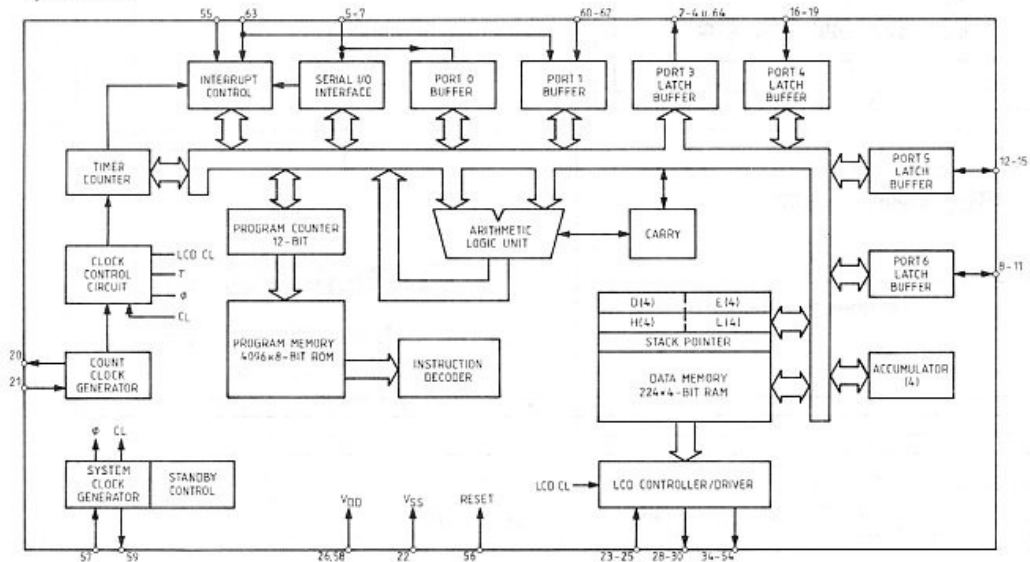 55
63
5-7
60-62
2-4 u. 64
16-19
INTERRUPT
CONTROL
SERIAL I/O
INTERFACE
PORT 0
BUFFER
PORT 1
BUFFER
PORT 3
LATCH
BUFFER
PORT 4
LATCH
BUFFER
TIMER
COUNTER
PORT 5
LATCH
BUFFER
12-15
PROGRAM COUNTER
12-BIT
ARITHMETIC
LOGIC UNIT
CARRY
CLOCK
CONTROL
CIRCUIT
LCD CL
T
ϕ
CL
PORT 6
LATCH
BUFFER
8-11
PROGRAM MEMORY
4096×8-BIT ROM
INSTRUCTION
DECODER
D(4)
E(4)
H(4)
L(4)
STACK POINTER
DATA MEMORY
224×4-BIT RAM
ACCUMULATOR
(4)
20
21
COUNT
CLOCK
GENERATOR
ϕ
CL
SYSTEM
CLOCK
GENERATOR
STANDBY
CONTROL
VDD
VSS
RESET
LCD CL
LCD CONTROLLER/DRIVER
57
59
26,58
22
56
23-25
28-30
34-54